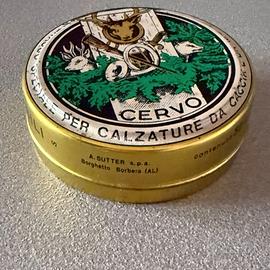 CERVO
PER CALZATURE DA CACCIA E
A. SUTTER s.p.a.
Borghetto Borbera (AL)